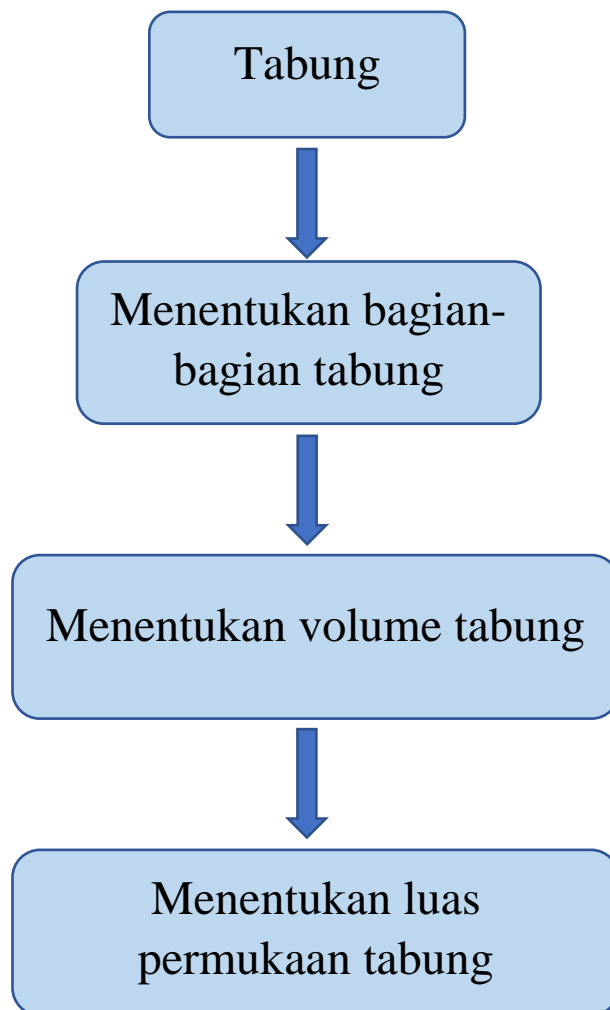 Tabung
Menentukan bagian-
bagian tabung
Menentukan volume tabung
Menentukan luas
permukaan tabung